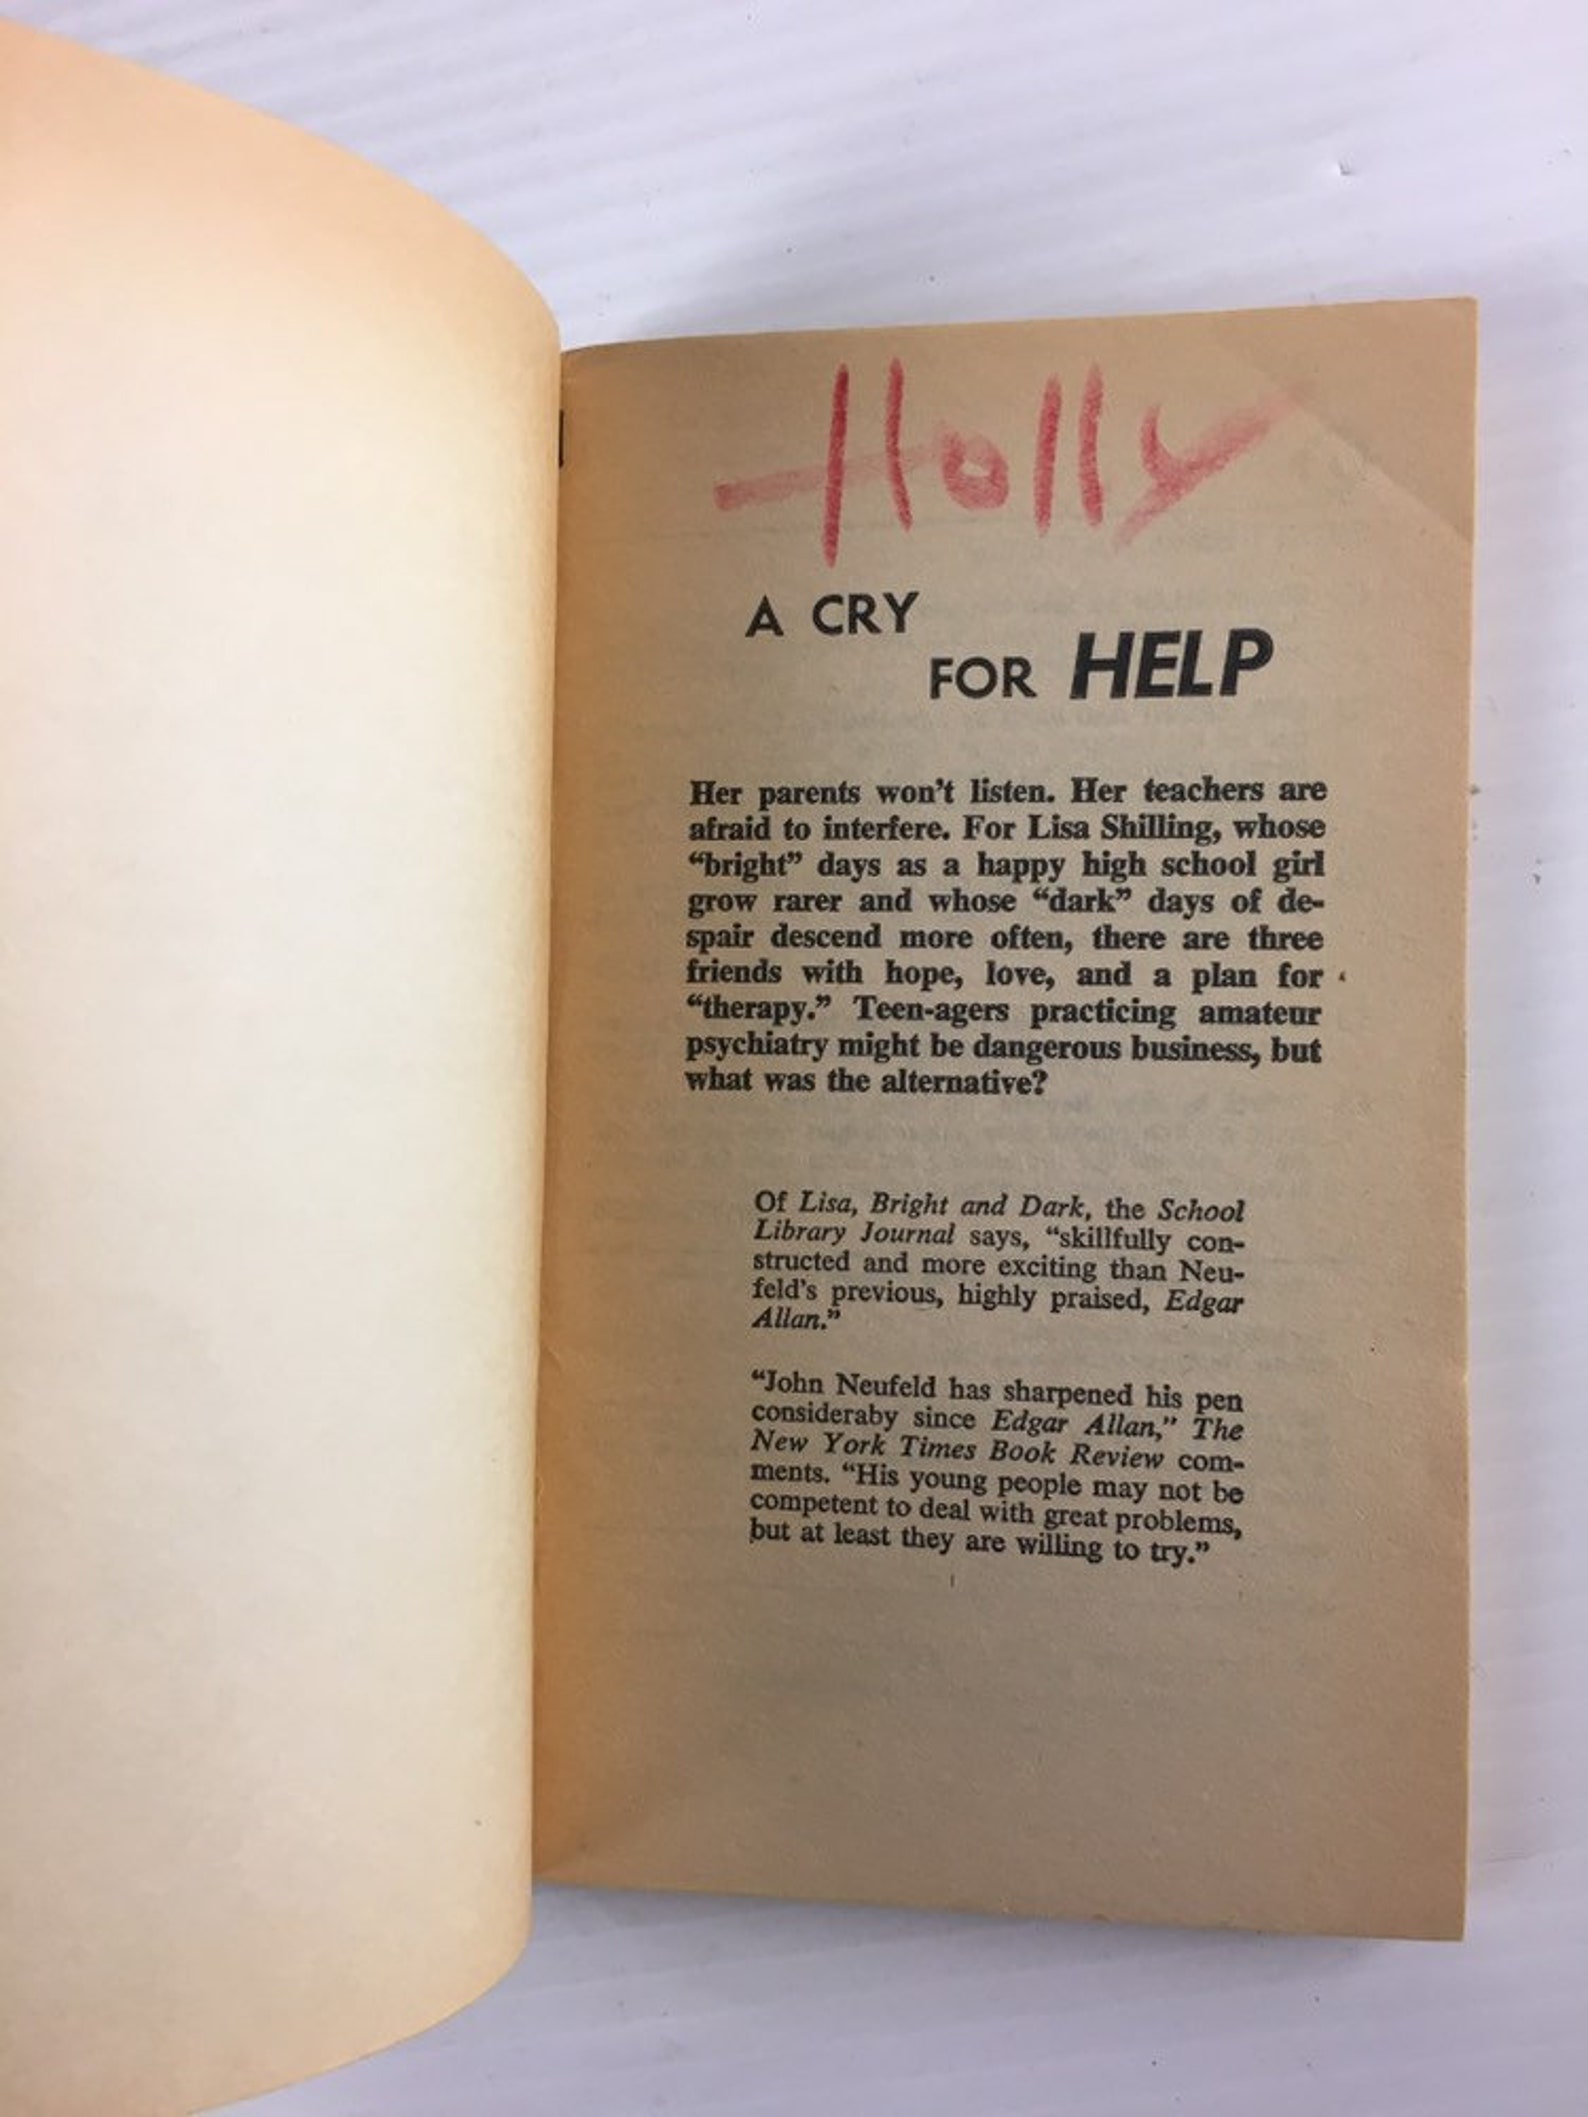 Holly
A CRY
FOR HELP
Her parents won't listen. Her teachers are
afraid to interfere. For Lisa Shilling, whose
“bright” days as a happy high school girl
grow rarer and whose “dark” days of de-
spair descend more often, there are three
friends with hope, love, and a plan for
“therapy.” Teen-agers practicing amateur
psychiatry might be dangerous business, but
what was the alternative?
Of Lisa, Bright and Dark, the School
Library Journal says, “skillfully con-
structed and more exciting than Neu-
feld's previous, highly praised, Edgar
Allan.”
“John Neufeld has sharpened his pen
consideraby since Edgar Allan,” The
New York Times Book Review com-
ments. “His young people may not be
competent to deal with great problems,
but at least they are willing to try.”